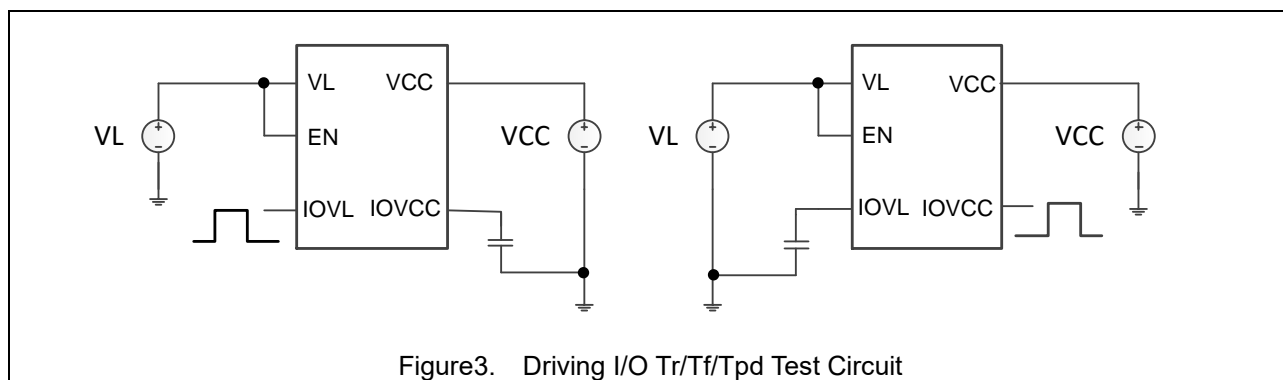 VL VCC
EN
VL VCC
IOVL IOVCC
VL VCC
EN
VL VCC
IOVL IOVCC
Figure3. Driving I/O Tr/Tf/Tpd Test Circuit